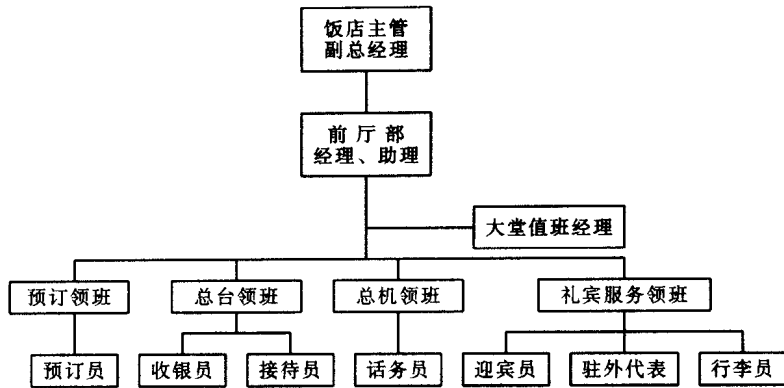 饭店主管
副总经理
前厅部
经理、助理
大堂值班经理
预订领班
总台领班
总机领班
礼宾服务领班
预订员
收银员
接待员
话务员
迎宾员
驻外代表
行李员